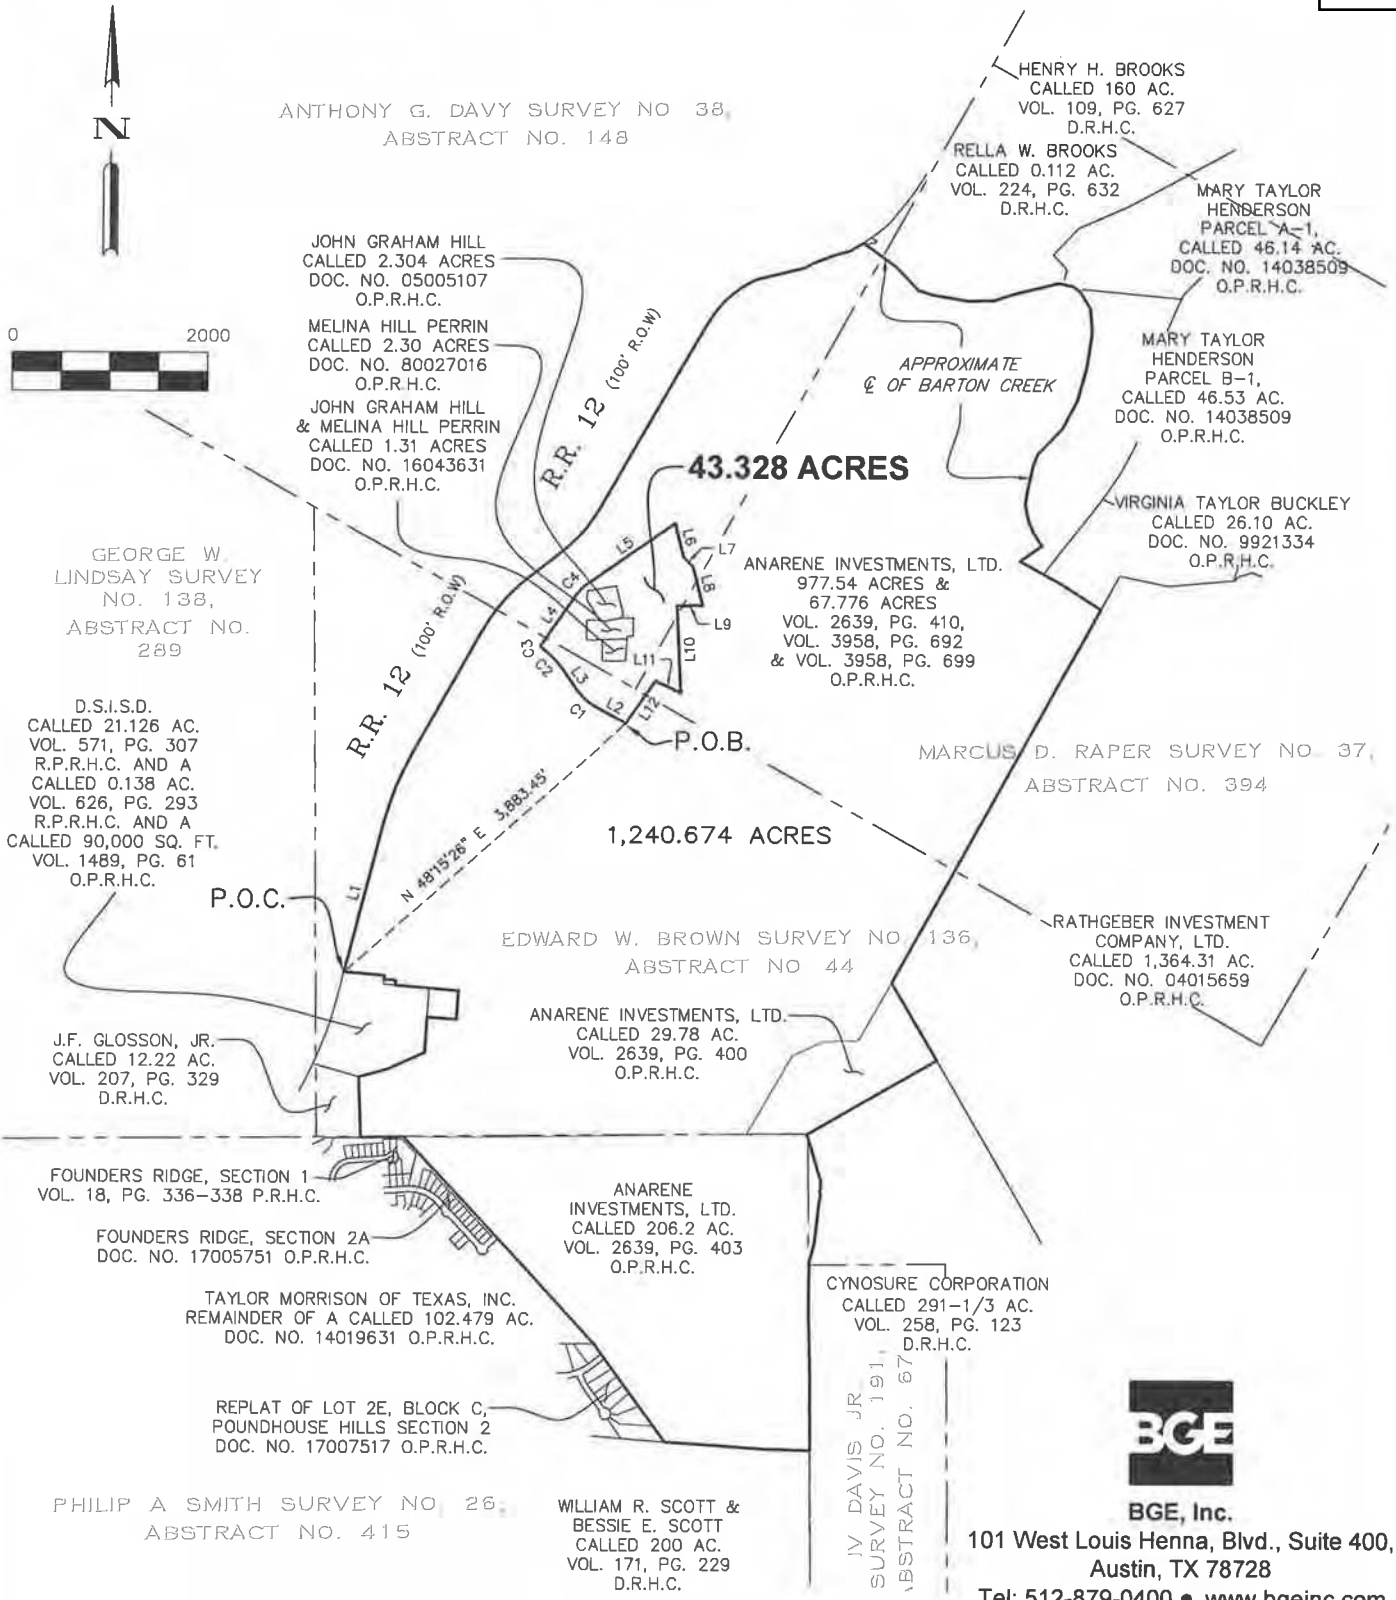 N
0 2000
ANTHONY G. DAVY SURVEY NO 38,
ABSTRACT NO. 148
HENRY H. BROOKS
CALLED 160 AC.
VOL. 109, PG. 627
D.R.H.C.
RELLA W. BROOKS
CALLED 0.112 AC.
VOL. 224, PG. 632
D.R.H.C.
MARY TAYLOR
HENDERSON
PARCEL A-1,
CALLED 46.14 AC.
DOC. NO. 14038509
O.P.R.H.C.
JOHN GRAHAM HILL
CALLED 2.304 ACRES
DOC. NO. 05005107
O.P.R.H.C.
MELINA HILL PERRIN
CALLED 2.30 ACRES
DOC. NO. 80027016
O.P.R.H.C.
JOHN GRAHAM HILL
& MELINA HILL PERRIN
CALLED 1.31 ACRES
DOC. NO. 16043631
O.P.R.H.C.
R.R. 12 (100' R.O.W)
APPROXIMATE
℄ OF BARTON CREEK
MARY TAYLOR
HENDERSON
PARCEL B-1,
CALLED 46.53 AC.
DOC. NO. 14038509
O.P.R.H.C.
43.328 ACRES
VIRGINIA TAYLOR BUCKLEY
CALLED 26.10 AC.
DOC. NO. 9921334
O.P.R.H.C.
GEORGE W.
LINDSAY SURVEY
NO. 138,
ABSTRACT NO.
289
R.R. 12 (100' R.O.W)
L5
L6
L7
C4
L8
L4
L9
C3
C2
L10
L11
L3
C1
L2
L12
ANARENE INVESTMENTS, LTD.
977.54 ACRES &
67.776 ACRES
VOL. 2639, PG. 410,
VOL. 3958, PG. 692
& VOL. 3958, PG. 699
O.P.R.H.C.
D.S.I.S.D.
CALLED 21.126 AC.
VOL. 571, PG. 307
R.P.R.H.C. AND A
CALLED 0.138 AC.
VOL. 626, PG. 293
R.P.R.H.C. AND A
CALLED 90,000 SQ. FT.
VOL. 1489, PG. 61
O.P.R.H.C.
P.O.B.
MARCUS D. RAPER SURVEY NO 37,
ABSTRACT NO. 394
N 48°15'26" E 3,883.45'
1,240.674 ACRES
L1
P.O.C.
EDWARD W. BROWN SURVEY NO 136,
ABSTRACT NO 44
RATHGEBER INVESTMENT
COMPANY, LTD.
CALLED 1,364.31 AC.
DOC. NO. 04015659
O.P.R.H.C.
ANARENE INVESTMENTS, LTD.
CALLED 29.78 AC.
VOL. 2639, PG. 400
O.P.R.H.C.
J.F. GLOSSON, JR.
CALLED 12.22 AC.
VOL. 207, PG. 329
D.R.H.C.
FOUNDERS RIDGE, SECTION 1
VOL. 18, PG. 336-338 P.R.H.C.
FOUNDERS RIDGE, SECTION 2A
DOC. NO. 17005751 O.P.R.H.C.
ANARENE
INVESTMENTS, LTD.
CALLED 206.2 AC.
VOL. 2639, PG. 403
O.P.R.H.C.
TAYLOR MORRISON OF TEXAS, INC.
REMAINDER OF A CALLED 102.479 AC.
DOC. NO. 14019631 O.P.R.H.C.
CYNOSURE CORPORATION
CALLED 291-1/3 AC.
VOL. 258, PG. 123
D.R.H.C.
REPLAT OF LOT 2E, BLOCK C,
POUNDHOUSE HILLS SECTION 2
DOC. NO. 17007517 O.P.R.H.C.
PHILIP A SMITH SURVEY NO 26,
ABSTRACT NO. 415
WILLIAM R. SCOTT &
BESSIE E. SCOTT
CALLED 200 AC.
VOL. 171, PG. 229
D.R.H.C.
DAVIS JR
SURVEY NO. 191,
ABSTRACT NO. 67
BGE
BGE, Inc.
101 West Louis Henna, Blvd., Suite 400,
Austin, TX 78728
Tel: 512-879-0400 ● www.bgeinc.com